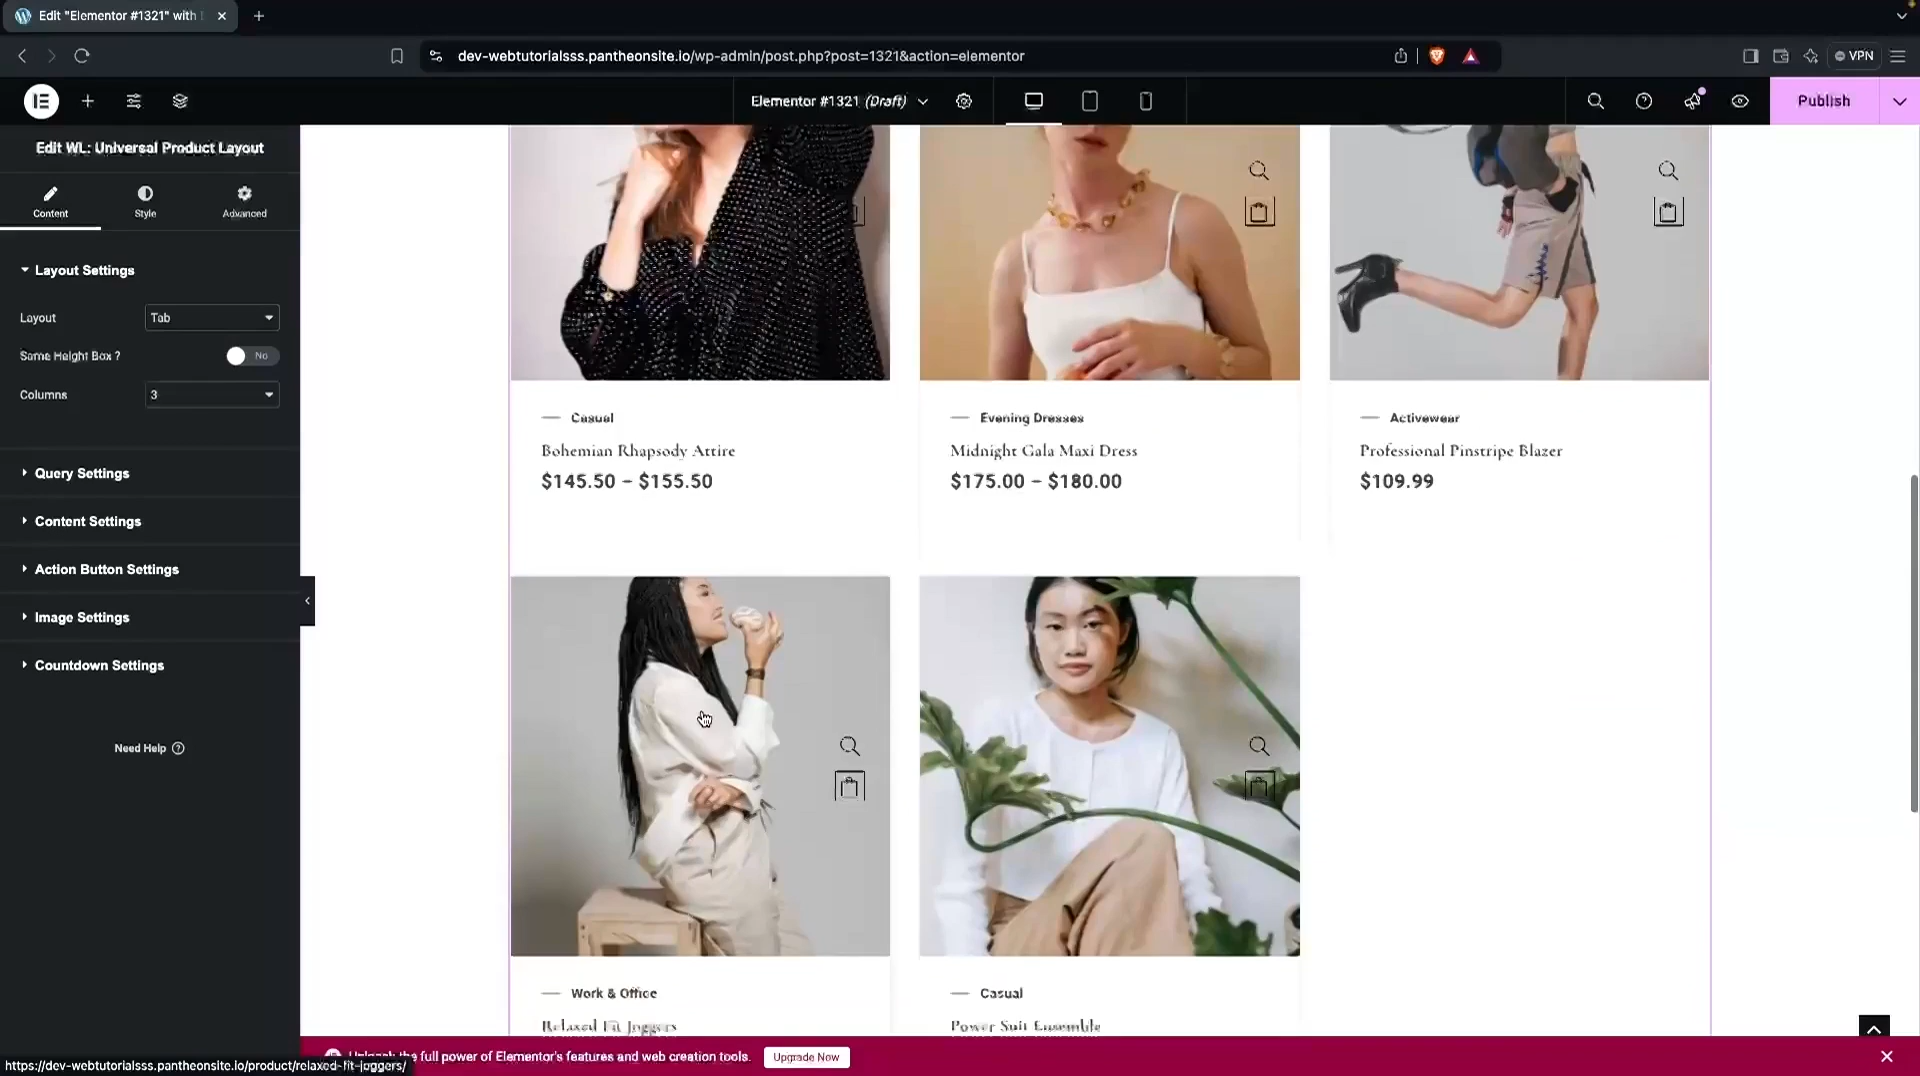 Edit "Elementor #1321" with
dev-webtutorialsss.pantheonsite.io/wp-admin/post.php?post=1321&action=elementor
VPN
Elementor #1321 (Draft)
Publish
Edit WL: Universal Product Layout
Content
Style
Advanced
Layout Settings
Layout
Tab
Same Height Box ?
No
Columns
3
Query Settings
Content Settings
Action Button Settings
Image Settings
Countdown Settings
Need Help
Casual
Bohemian Rhapsody Attire
$145.50 – $155.50
Evening Dresses
Midnight Gala Maxi Dress
$175.00 – $180.00
Activewear
Professional Pinstripe Blazer
$109.99
Work & Office
Relaxed Fit Joggers
Casual
Power Suit Ensemble
the full power of Elementor's features and web creation tools.
Upgrade Now
https://dev-webtutorialsss.pantheonsite.io/product/relaxed-fit-joggers/